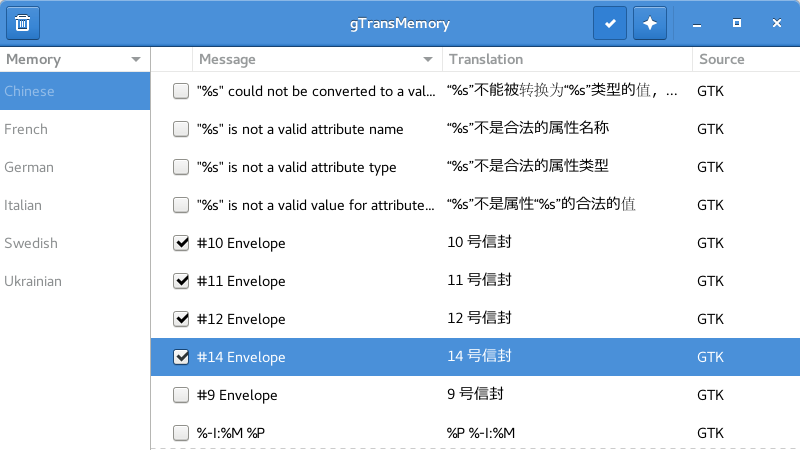 gTransMemory
Memory Message Translation Source
Chinese
French
German
Italian
Swedish
Ukrainian
"%s" could not be converted to a val... “%s”不能被转换为“%s”类型的值，... GTK
"%s" is not a valid attribute name “%s”不是合法的属性名称 GTK
"%s" is not a valid attribute type “%s”不是合法的属性类型 GTK
"%s" is not a valid value for attribute... “%s”不是属性“%s”的合法的值 GTK
#10 Envelope 10 号信封 GTK
#11 Envelope 11 号信封 GTK
#12 Envelope 12 号信封 GTK
#14 Envelope 14 号信封 GTK
#9 Envelope 9 号信封 GTK
%-I:%M %P %P %-I:%M GTK